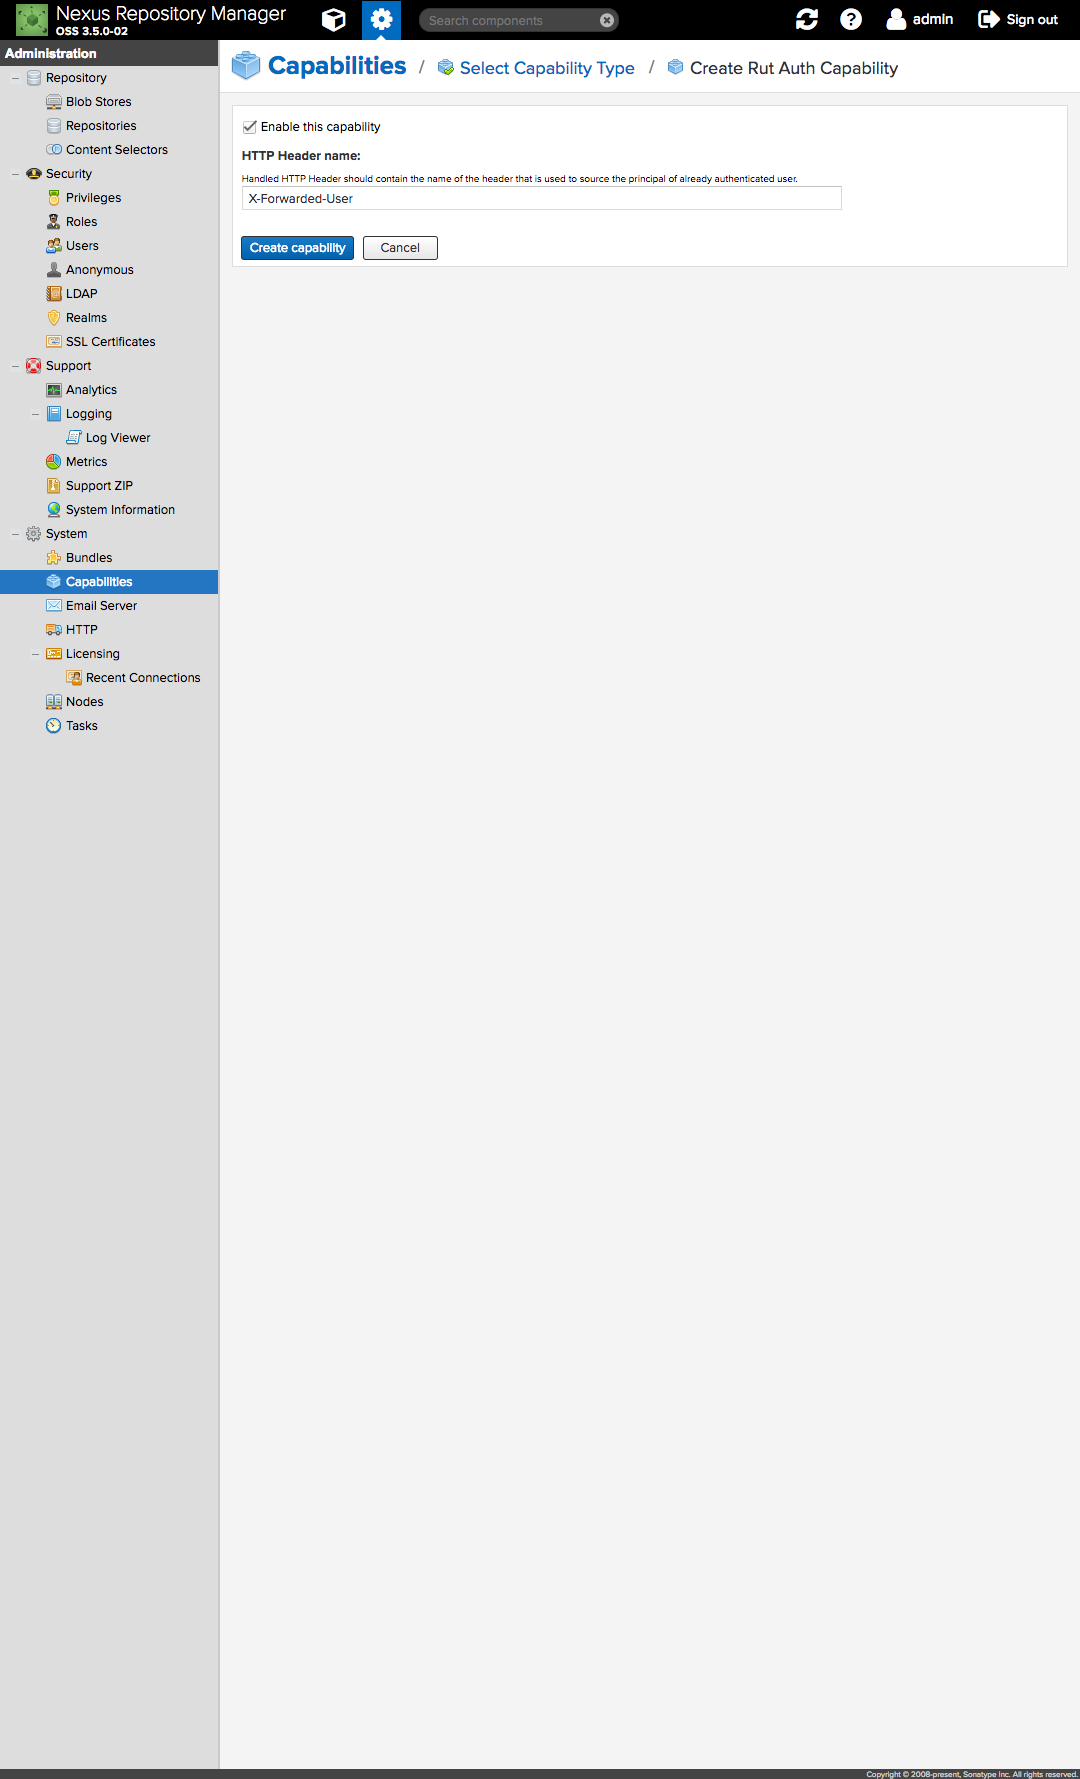 Nexus Repository Manager
OSS 3.5.0-02
Search components
admin
Sign out
Administration
Repository
Blob Stores
Repositories
Content Selectors
Security
Privileges
Roles
Users
Anonymous
LDAP
Realms
SSL Certificates
Support
Analytics
Logging
Log Viewer
Metrics
Support ZIP
System Information
System
Bundles
Capabilities
Email Server
HTTP
Licensing
Recent Connections
Nodes
Tasks
Capabilities / Select Capability Type / Create Rut Auth Capability
Enable this capability
HTTP Header name:
Handled HTTP Header should contain the name of the header that is used to source the principal of already authenticated user.
X-Forwarded-User
Create capability Cancel
Copyright © 2008-present, Sonatype Inc. All rights reserved.